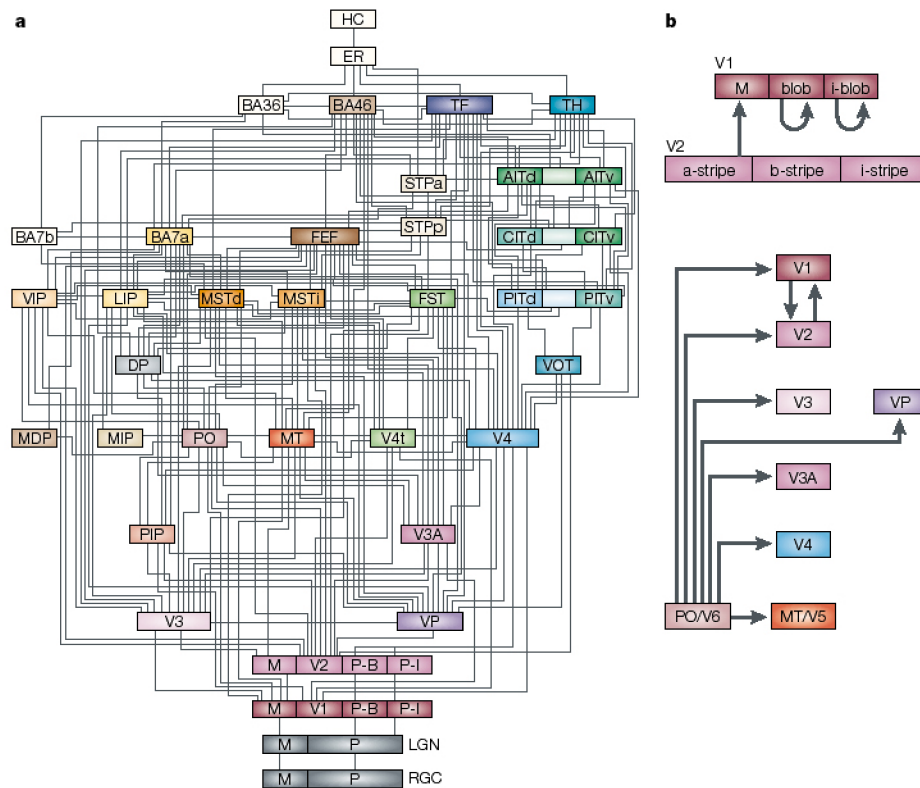 a
HC
ER
BA36 BA46 TF TH
STPa AITd AITv
STPp
BA7b BA7a FEF CITd CITv
VIP LIP MSTd MSTi FST PITd PITv
DP VOT
MDP MIP PO MT V4t V4
PIP V3A
V3 VP
M V2 P-B P-I
M V1 P-B P-I
M P LGN
M P RGC
b
V1
M blob i-blob
V2
a-stripe b-stripe i-stripe
V1
V2
V3 VP
V3A
V4
PO/V6 MT/V5